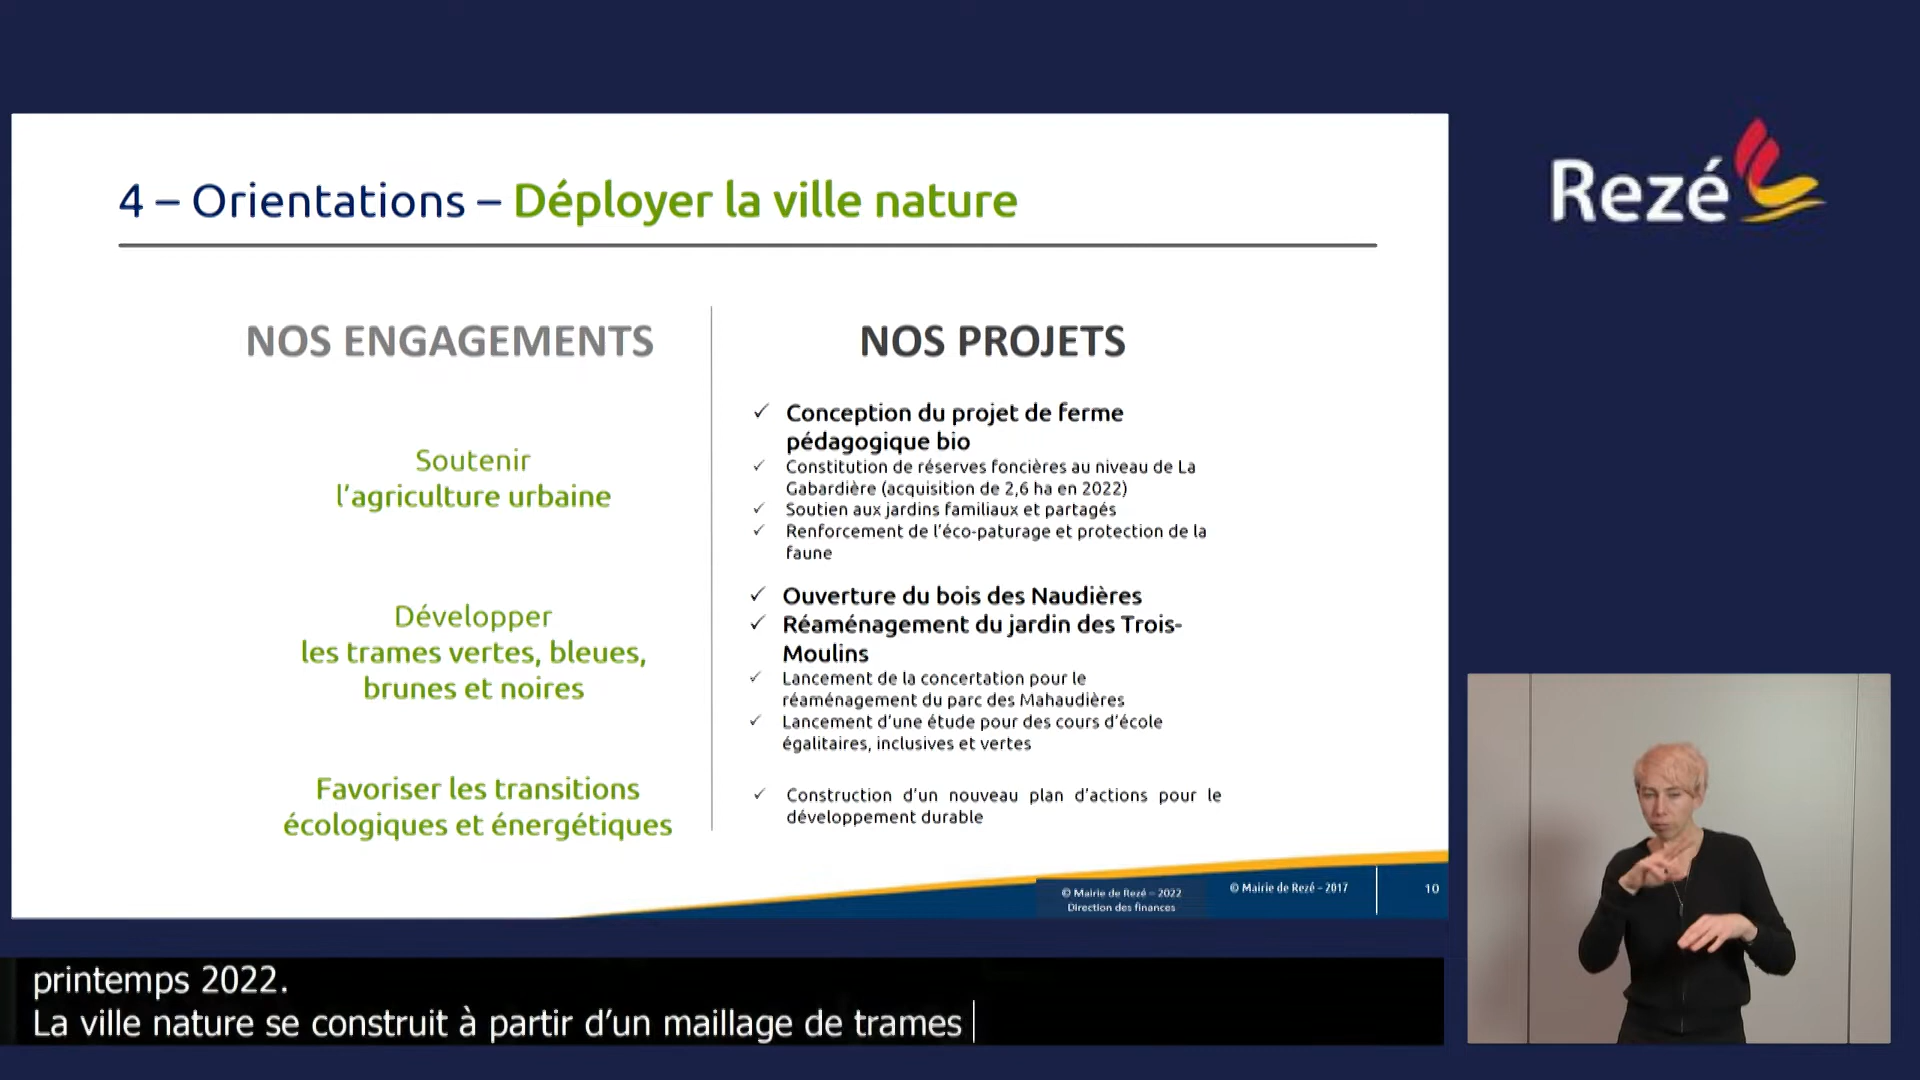 4 – Orientations – Déployer la ville nature
Rezé
NOS ENGAGEMENTS
Soutenir
l’agriculture urbaine
Développer
les trames vertes, bleues,
brunes et noires
Favoriser les transitions
écologiques et énergétiques
NOS PROJETS
✓ Conception du projet de ferme
pédagogique bio
✓ Constitution de réserves foncières au niveau de La
Gabardière (acquisition de 2,6 ha en 2022)
✓ Soutien aux jardins familiaux et partagés
✓ Renforcement de l’éco-paturage et protection de la
faune
✓ Ouverture du bois des Naudières
✓ Réaménagement du jardin des Trois-
Moulins
✓ Lancement de la concertation pour le
réaménagement du parc des Mahaudières
✓ Lancement d’une étude pour des cours d’école
égalitaires, inclusives et vertes
✓ Construction d’un nouveau plan d’actions pour le
développement durable
© Mairie de Rezé – 2022
Direction des finances
© Mairie de Rezé – 2017
10
printemps 2022.
La ville nature se construit à partir d’un maillage de trames